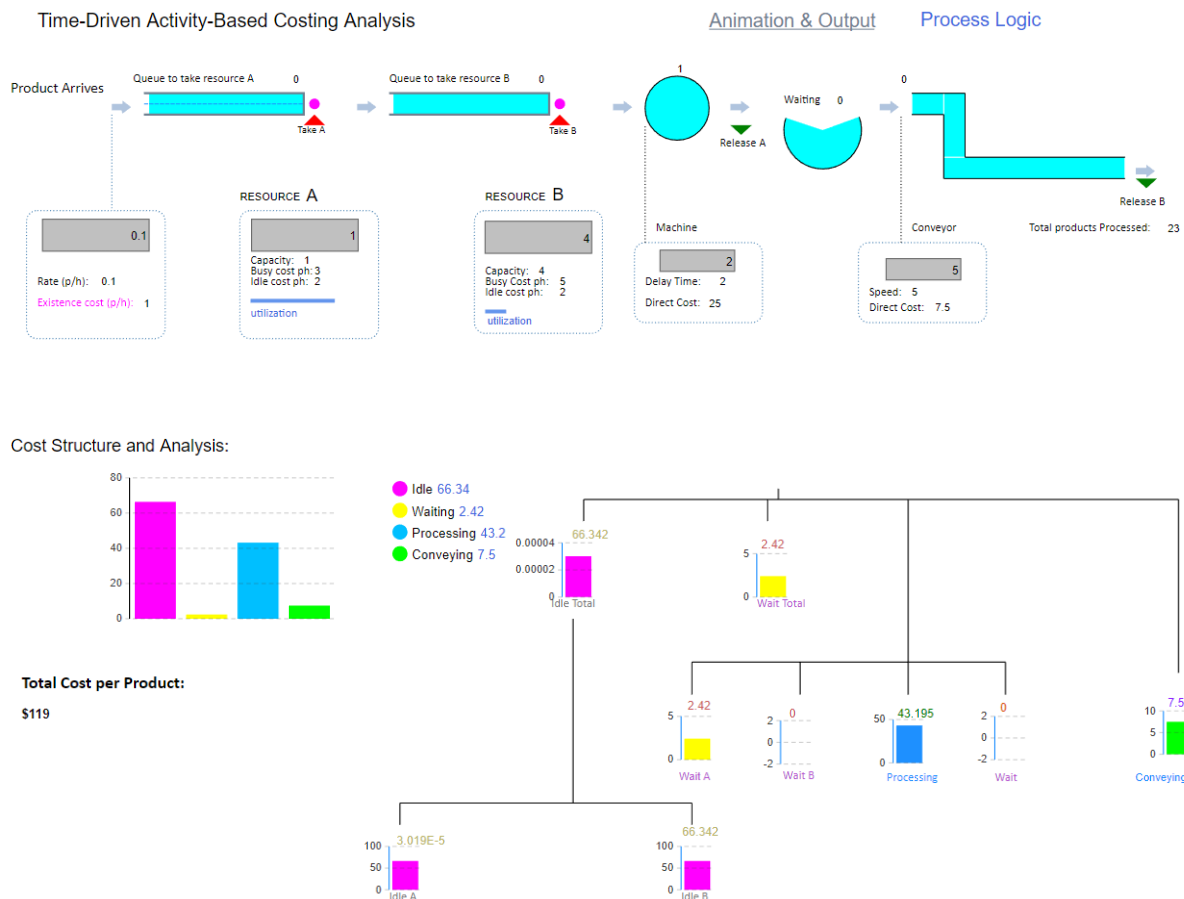 Time-Driven Activity-Based Costing Analysis
Animation & Output
Process Logic
Product Arrives
Queue to take resource A 0
Take A
Queue to take resource B 0
Take B
1
Release A
Waiting 0
0
Release B
Total products Processed: 23
0.1
Rate (p/h): 0.1
Existence cost (p/h): 1
RESOURCE A
1
Capacity: 1
Busy cost ph: 3
Idle cost ph: 2
utilization
RESOURCE B
4
Capacity: 4
Busy Cost ph: 5
Idle cost ph: 2
utilization
Machine
2
Delay Time: 2
Direct Cost: 25
Conveyor
5
Speed: 5
Direct Cost: 7.5
Cost Structure and Analysis:
80
60
40
20
0
Idle 66.34
Waiting 2.42
Processing 43.2
Conveying 7.5
66.342
0.00004
0.00002
0
Idle Total
2.42
5
0
Wait Total
Total Cost per Product:
$119
2.42
5
0
Wait A
0
2
0
-2
Wait B
43.195
50
0
Processing
0
2
0
-2
Wait
7.5
10
5
0
Conveying
3.019E-5
100
50
0
Idle A
66.342
100
50
0
Idle B